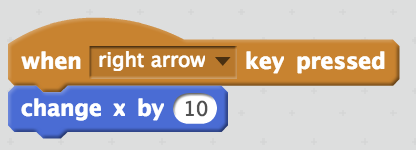 when right arrow key pressed
change x by 10